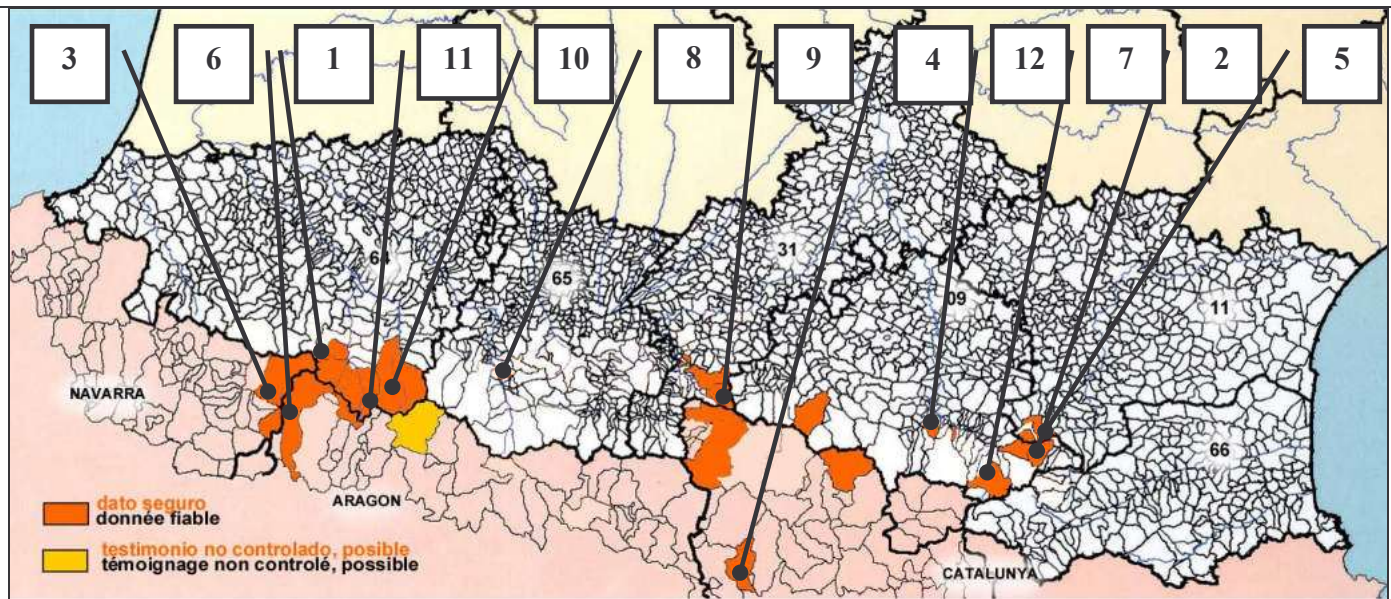 3 6 1 11 10 8 9 4 12 7 2 5
31
64
65
09
11
NAVARRA
66
dato seguro
donnée fiable
ARAGON
testimonio no controlado, posible
témoignage non controlé, possible
CATALUNYA